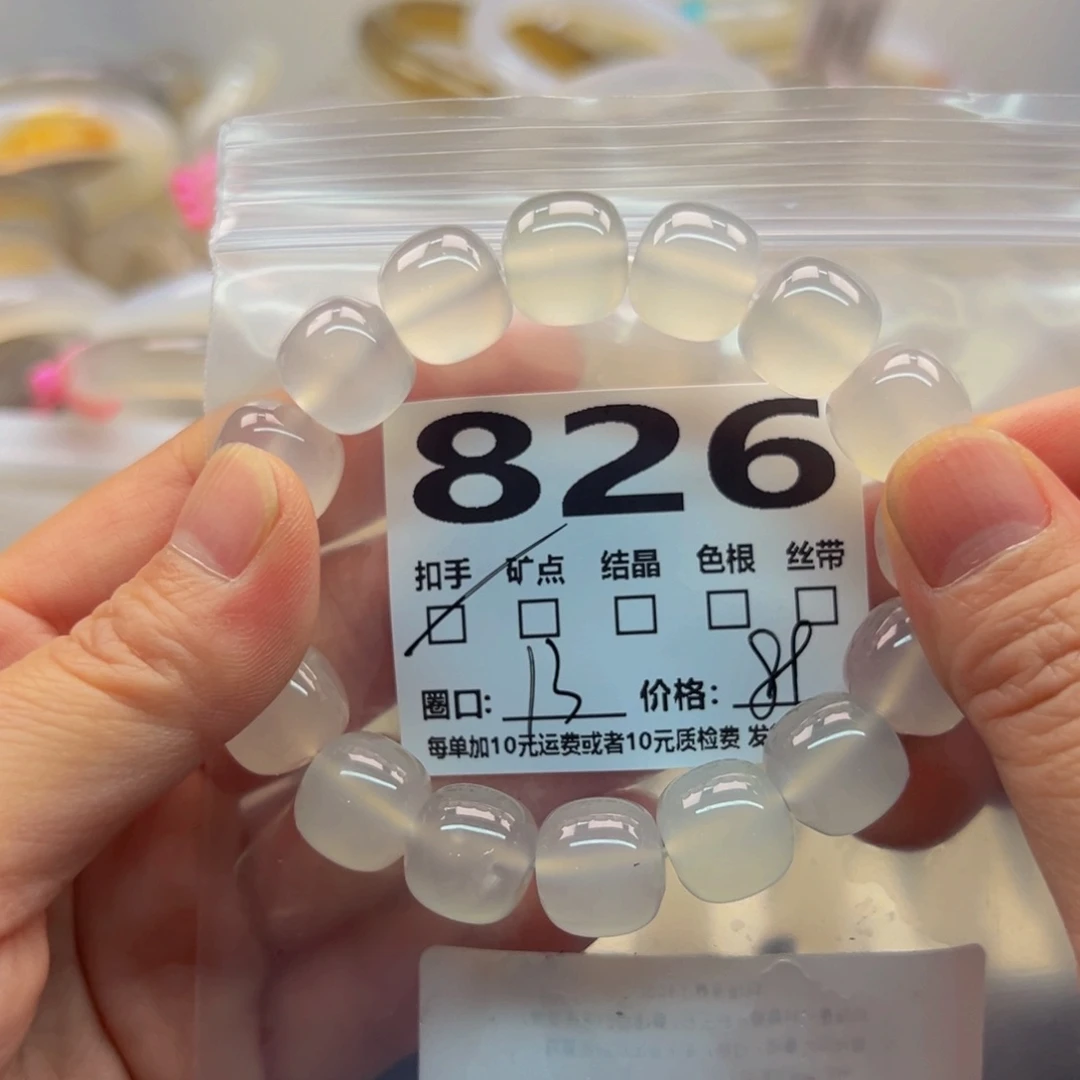 826
扣手 矿点 结晶 色根 丝带
圈口: 13 价格: 81
每单加10元运费或者10元质检费 发